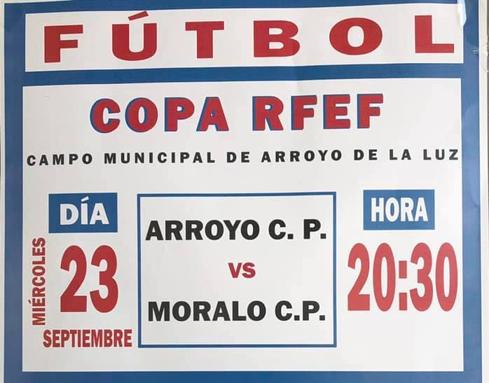 FÚTBOL
COPA RFEF
CAMPO MUNICIPAL DE ARROYO DE LA LUZ
DÍA
MIÉRCOLES
23
SEPTIEMBRE
ARROYO C. P.
VS
MORALO C.P.
HORA
20:30